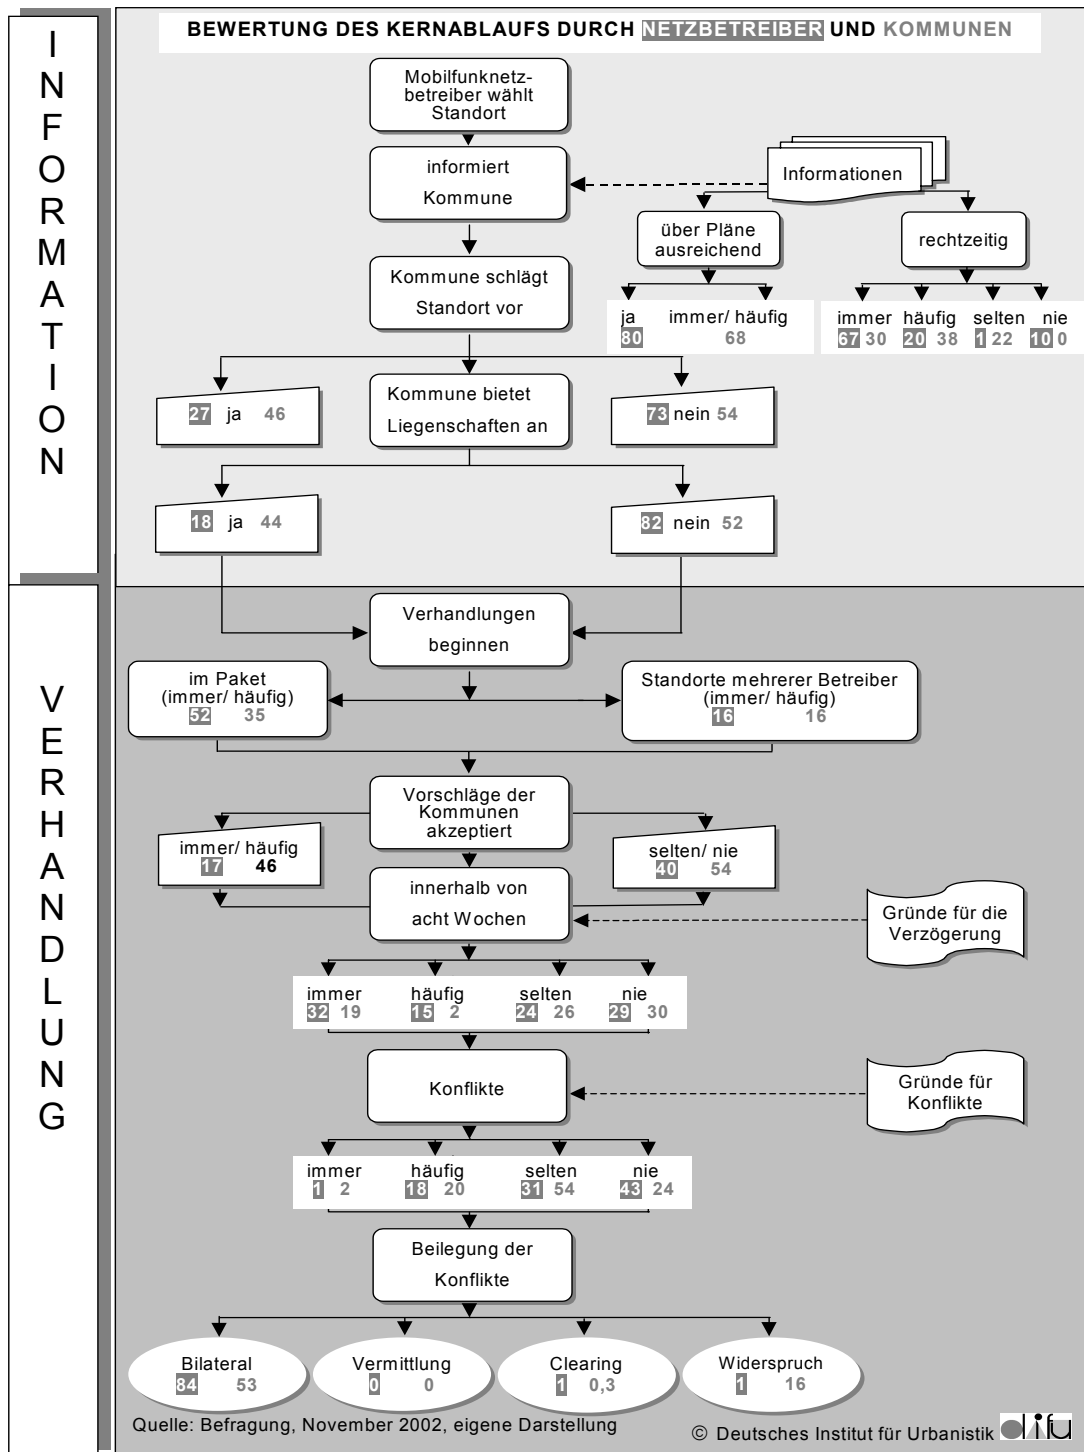 INFORMATION
BEWERTUNG DES KERNABLAUFS DURCH NETZBETREIBER UND KOMMUNEN
Mobilfunknetz-
betreiber wählt
Standort
informiert
Kommune
Informationen
über Pläne
ausreichend
rechtzeitig
Kommune schlägt
Standort vor
ja immer/ häufig
80 68
immer häufig selten nie
67 30 20 38 1 22 10 0
27 ja 46
Kommune bietet
Liegenschaften an
73 nein 54
18 ja 44
82 nein 52
VERHANDLUNG
Verhandlungen
beginnen
im Paket
(immer/ häufig)
52 35
Standorte mehrerer Betreiber
(immer/ häufig)
16 16
Vorschläge der
Kommunen
akzeptiert
immer/ häufig
17 46
selten/ nie
40 54
innerhalb von
acht Wochen
Gründe für die
Verzögerung
immer häufig selten nie
32 19 15 2 24 26 29 30
Konflikte
Gründe für
Konflikte
immer häufig selten nie
1 2 18 20 31 54 43 24
Beilegung der
Konflikte
Bilateral
84 53
Vermittlung
0 0
Clearing
1 0,3
Widerspruch
1 16
Quelle: Befragung, November 2002, eigene Darstellung
© Deutsches Institut für Urbanistik difu